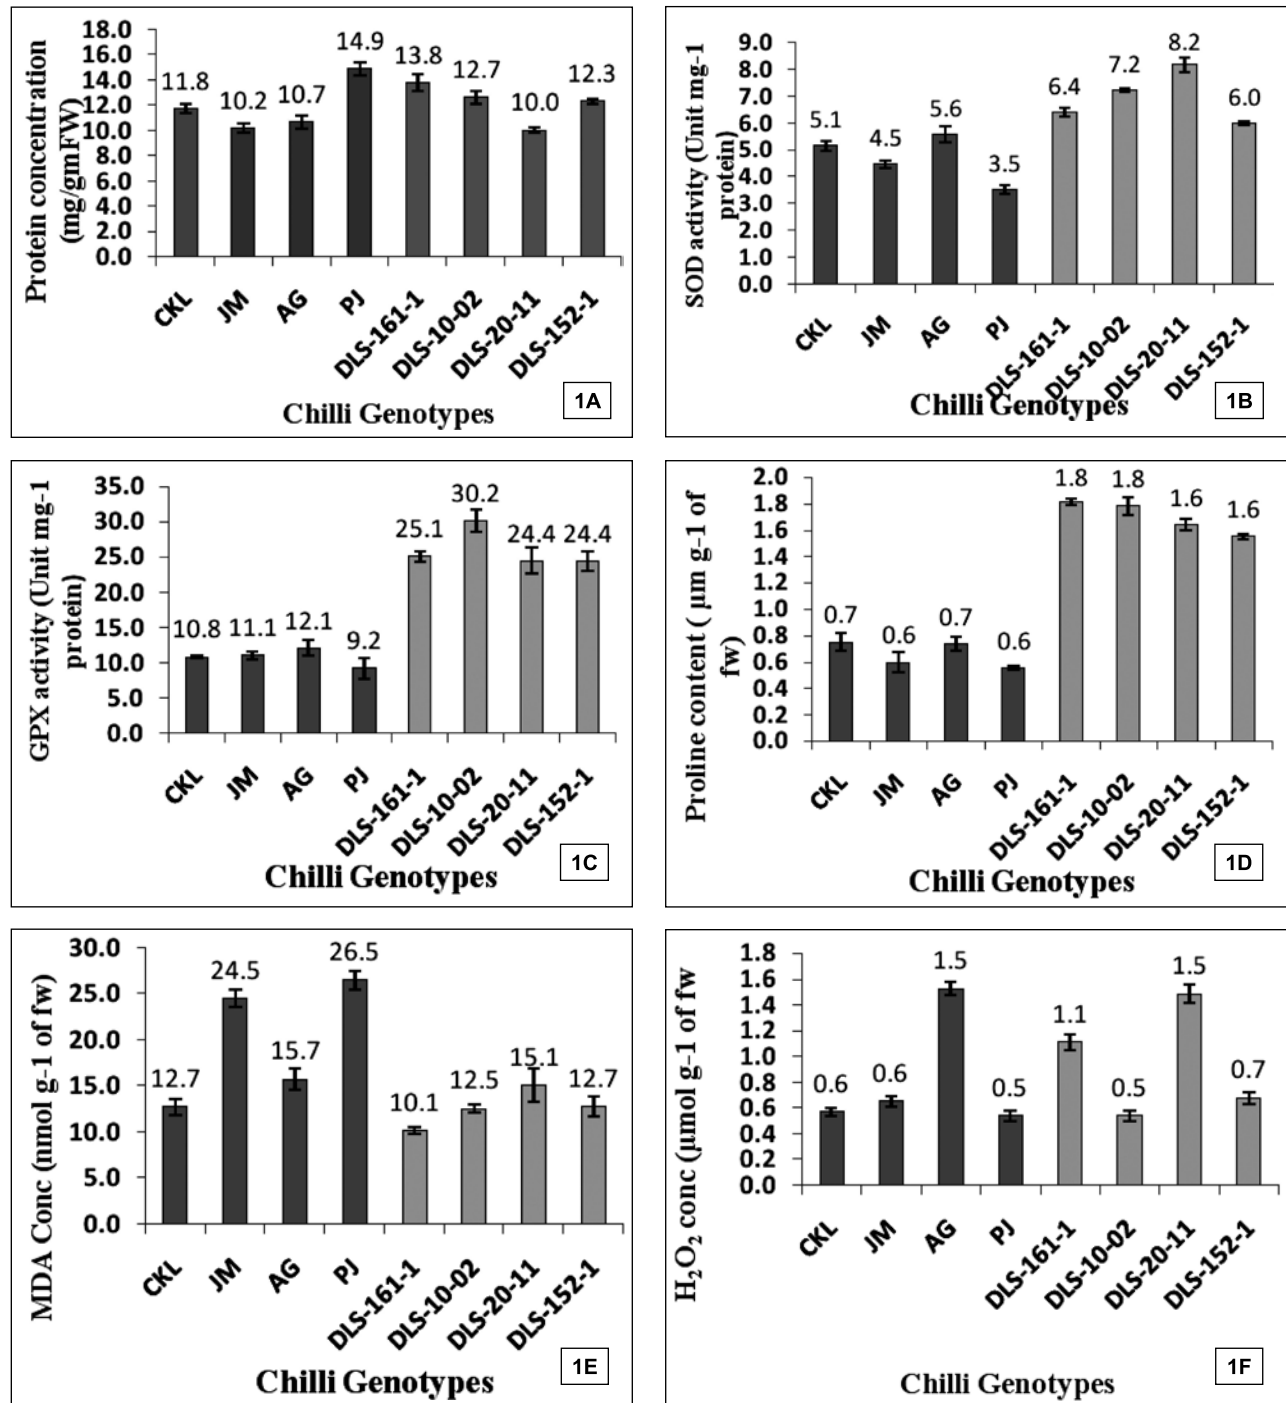 Protein concentration
(mg/gmFW)
18.0
16.0
14.0
12.0
10.0
8.0
6.0
4.0
2.0
0.0
11.8
10.2
10.7
14.9
13.8
12.7
10.0
12.3
CKL
JM
AG
PJ
DLS-161-1
DLS-10-02
DLS-20-11
DLS-152-1
Chilli Genotypes
1A
SOD activity (Unit mg-1
protein)
9.0
8.0
7.0
6.0
5.0
4.0
3.0
2.0
1.0
0.0
5.1
4.5
5.6
3.5
6.4
7.2
8.2
6.0
CKL
JM
AG
PJ
DLS-161-1
DLS-10-02
DLS-20-11
DLS-152-1
Chilli Genotypes
1B
GPX activity (Unit mg-1
protein)
35.0
30.0
25.0
20.0
15.0
10.0
5.0
0.0
10.8
11.1
12.1
9.2
25.1
30.2
24.4
24.4
CKL
JM
AG
PJ
DLS-161-1
DLS-10-02
DLS-20-11
DLS-152-1
Chilli Genotypes
1C
Proline content ( µm g-1 of
fw)
2.0
1.8
1.6
1.4
1.2
1.0
0.8
0.6
0.4
0.2
0.0
0.7
0.6
0.7
0.6
1.8
1.8
1.6
1.6
CKL
JM
AG
PJ
DLS-161-1
DLS-10-02
DLS-20-11
DLS-152-1
Chilli Genotypes
1D
MDA Conc (nmol g-1 of fw)
30.0
25.0
20.0
15.0
10.0
5.0
0.0
12.7
24.5
15.7
26.5
10.1
12.5
15.1
12.7
CKL
JM
AG
PJ
DLS-161-1
DLS-10-02
DLS-20-11
DLS-152-1
Chilli Genotypes
1E
H₂O₂ conc (µmol g-1 of fw
1.8
1.6
1.4
1.2
1.0
0.8
0.6
0.4
0.2
0.0
0.6
0.6
1.5
0.5
1.1
0.5
1.5
0.7
CKL
JM
AG
PJ
DLS-161-1
DLS-10-02
DLS-20-11
DLS-152-1
Chilli Genotypes
1F